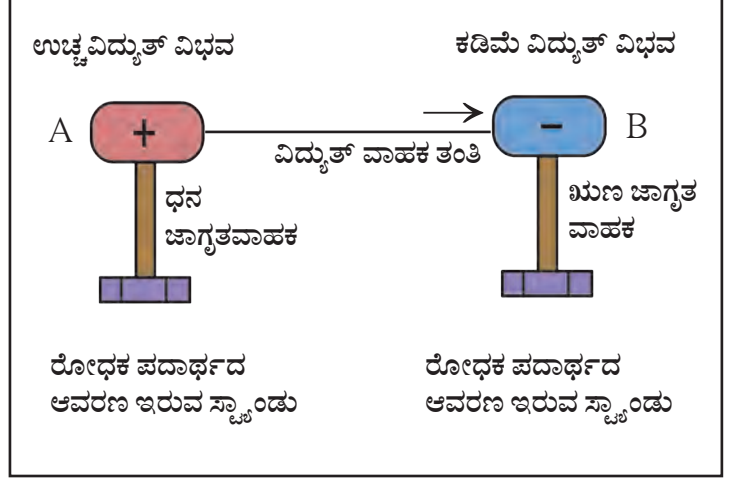 ಉಚ್ಚ ವಿದ್ಯುತ್ ವಿಭವ
ಕಡಿಮೆ ವಿದ್ಯುತ್ ವಿಭವ
A
+
−
B
ವಿದ್ಯುತ್ ವಾಹಕ ತಂತಿ
ಧನ
ಜಾಗೃತವಾಹಕ
ಋಣ ಜಾಗೃತ
ವಾಹಕ
ರೋಧಕ ಪದಾರ್ಥದ
ಆವರಣ ಇರುವ ಸ್ಟ್ಯಾಂಡು
ರೋಧಕ ಪದಾರ್ಥದ
ಆವರಣ ಇರುವ ಸ್ಟ್ಯಾಂಡು